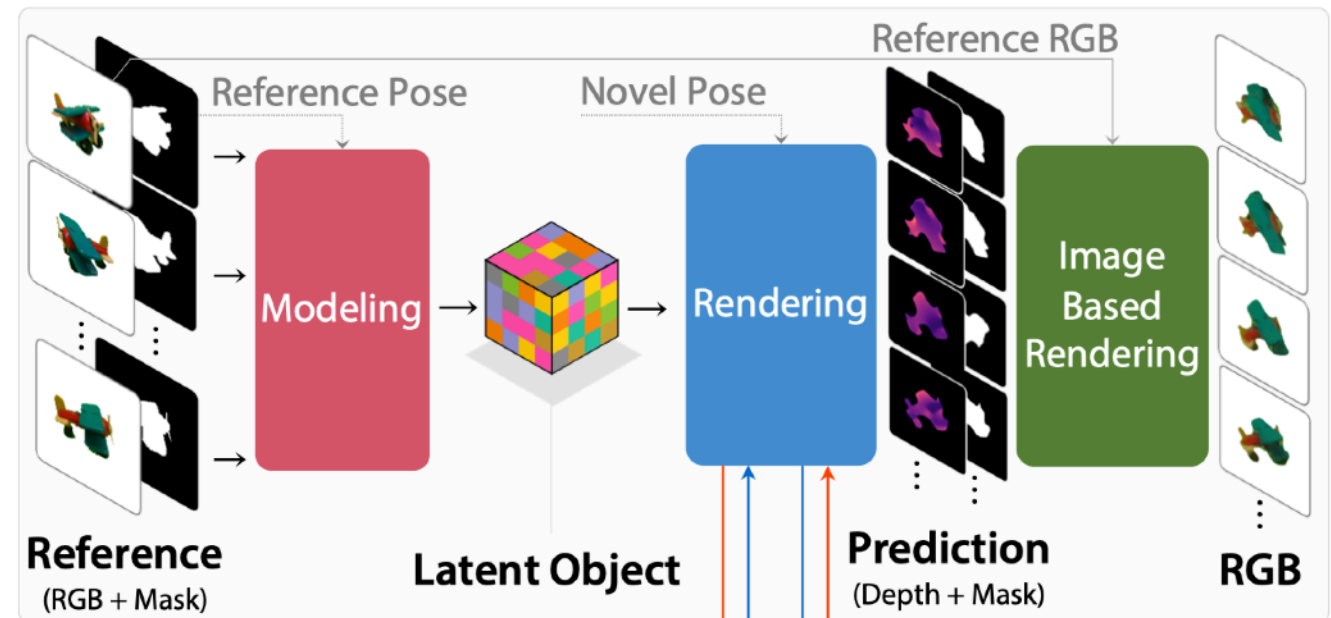 Reference RGB
Reference Pose
Novel Pose
Modeling
Rendering
Image
Based
Rendering
Reference
(RGB + Mask)
Latent Object
Prediction
(Depth + Mask)
RGB